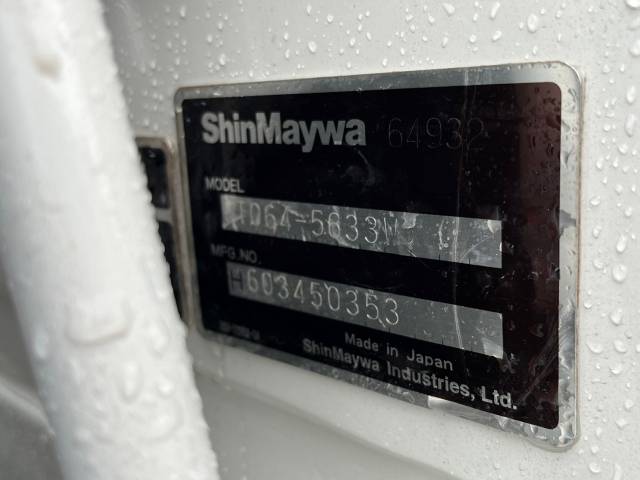 ShinMaywa 64932
MODEL
MFG.NO.
H603450353
Made in Japan
ShinMaywa Industries, Ltd.